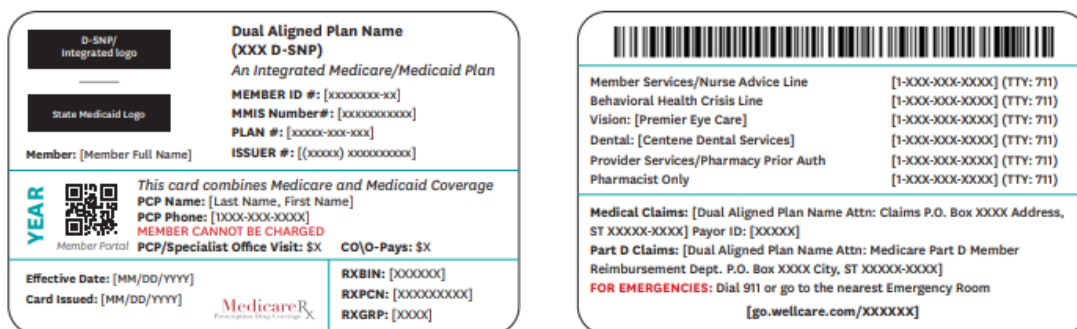 D-SNP/
Integrated logo
State Medicaid Logo
Member: [Member Full Name]
Dual Aligned Plan Name
(XXX D-SNP)
An Integrated Medicare/Medicaid Plan
MEMBER ID #: [xxxxxxxx-xx]
MMIS Number#: [xxxxxxxxxxx]
PLAN #: [xxxxx-xxx-xxx]
ISSUER #: [(xxxxx) xxxxxxxxxx]
YEAR
Member Portal
This card combines Medicare and Medicaid Coverage
PCP Name: [Last Name, First Name]
PCP Phone: [1XXX-XXX-XXXX]
MEMBER CANNOT BE CHARGED
PCP/Specialist Office Visit: $X CO\O-Pays: $X
Effective Date: [MM/DD/YYYY]
Card Issued: [MM/DD/YYYY]
MedicareRx
Prescription Drug Coverage
RXBIN: [XXXXXX]
RXPCN: [XXXXXXXXX]
RXGRP: [XXXX]
Member Services/Nurse Advice Line [1-XXX-XXX-XXXX] (TTY: 711)
Behavioral Health Crisis Line [1-XXX-XXX-XXXX] (TTY: 711)
Vision: [Premier Eye Care] [1-XXX-XXX-XXXX] (TTY: 711)
Dental: [Centene Dental Services] [1-XXX-XXX-XXXX] (TTY: 711)
Provider Services/Pharmacy Prior Auth [1-XXX-XXX-XXXX] (TTY: 711)
Pharmacist Only [1-XXX-XXX-XXXX] (TTY: 711)
Medical Claims: [Dual Aligned Plan Name Attn: Claims P.O. Box XXXX Address,
ST XXXXX-XXXX] Payor ID: [XXXXX]
Part D Claims: [Dual Aligned Plan Name Attn: Medicare Part D Member
Reimbursement Dept. P.O. Box XXXX City, ST XXXXX-XXXX]
FOR EMERGENCIES: Dial 911 or go to the nearest Emergency Room
[go.wellcare.com/XXXXXX]